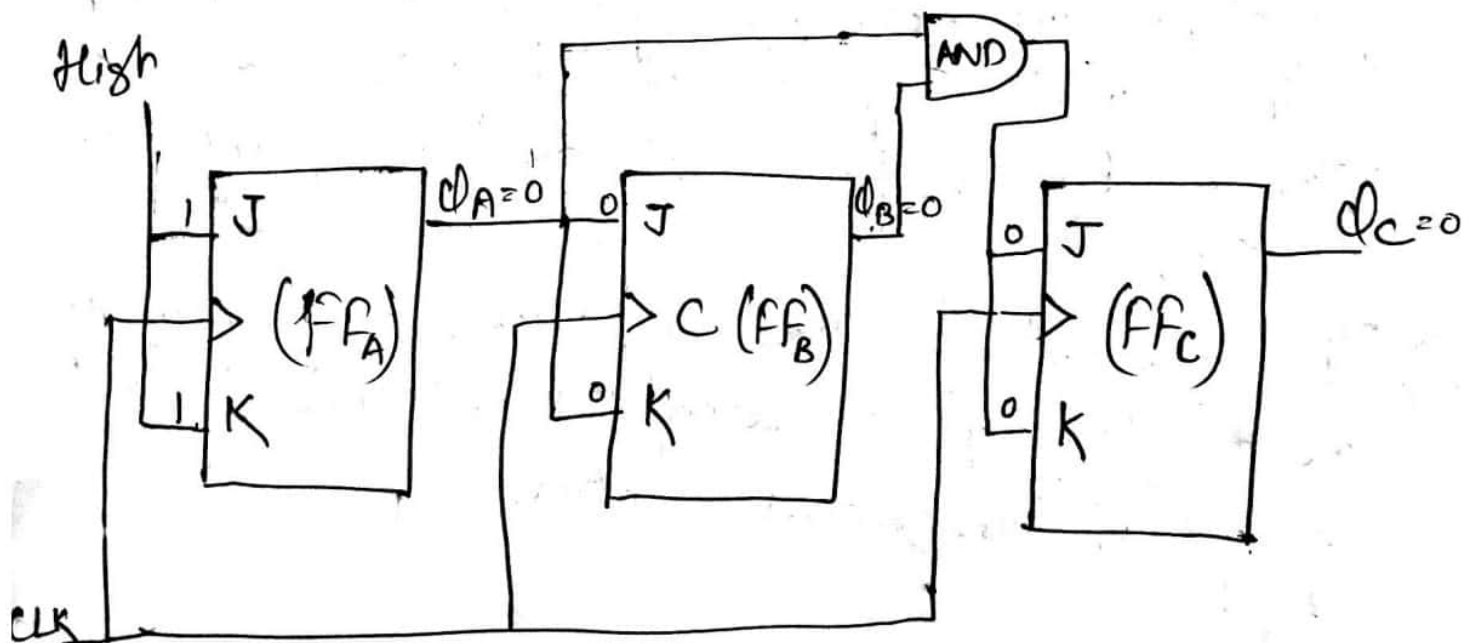 High
AND
1 J
QA=0
0 J
QB=0
0 J
QC=0
(FFA)
C (FFB)
(FFC)
1 K
0 K
0 K
CLK